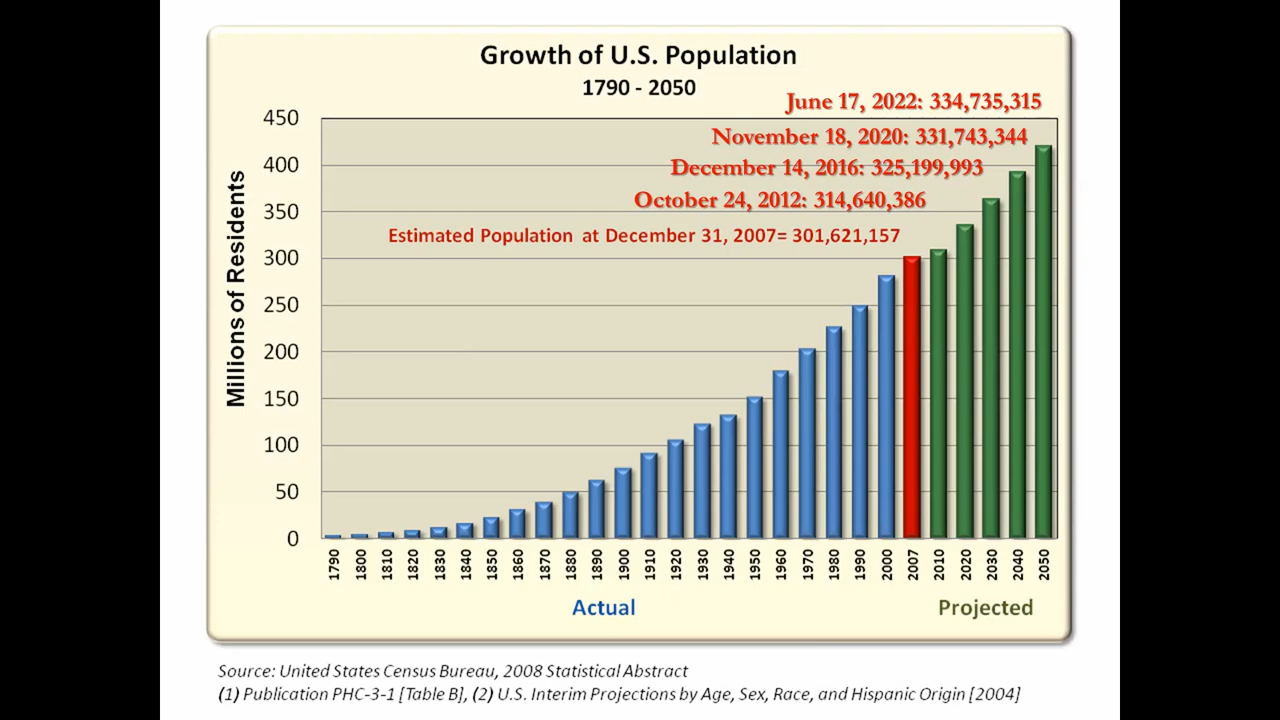 Growth of U.S. Population
1790 - 2050
June 17, 2022: 334,735,315
November 18, 2020: 331,743,344
December 14, 2016: 325,199,993
October 24, 2012: 314,640,386
Estimated Population at December 31, 2007= 301,621,157
Millions of Residents
450
400
350
300
250
200
150
100
50
0
1790 1800 1810 1820 1830 1840 1850 1860 1870 1880 1890 1900 1910 1920 1930 1940 1950 1960 1970 1980 1990 2000 2007 2010 2020 2030 2040 2050
Actual Projected
Source: United States Census Bureau, 2008 Statistical Abstract
(1) Publication PHC-3-1 [Table B], (2) U.S. Interim Projections by Age, Sex, Race, and Hispanic Origin [2004]